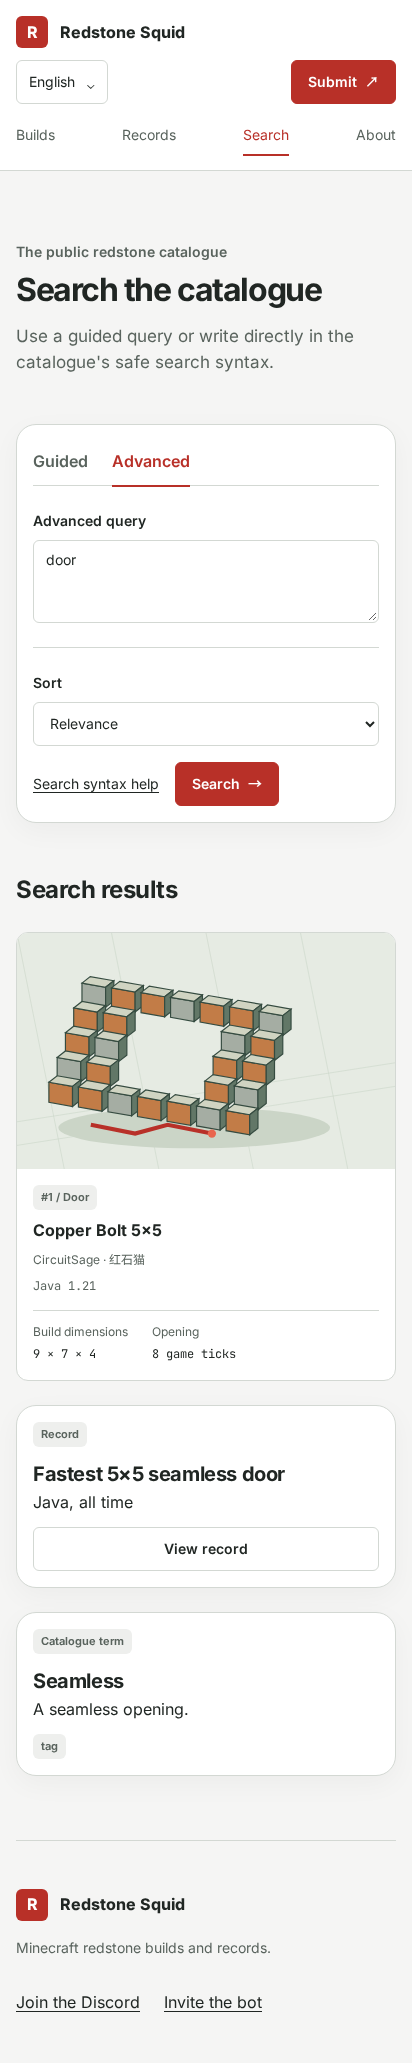 R Redstone Squid
English
Submit ↗
Builds Records Search About
The public redstone catalogue
Search the catalogue
Use a guided query or write directly in the
catalogue's safe search syntax.
Guided Advanced
Advanced query
door
Sort
Relevance
Search syntax help
Search →
Search results
#1 / Door
Copper Bolt 5×5
CircuitSage · 红石猫
Java 1.21
Build dimensions Opening
9 × 7 × 4 8 game ticks
Record
Fastest 5×5 seamless door
Java, all time
View record
Catalogue term
Seamless
A seamless opening.
tag
R Redstone Squid
Minecraft redstone builds and records.
Join the Discord Invite the bot